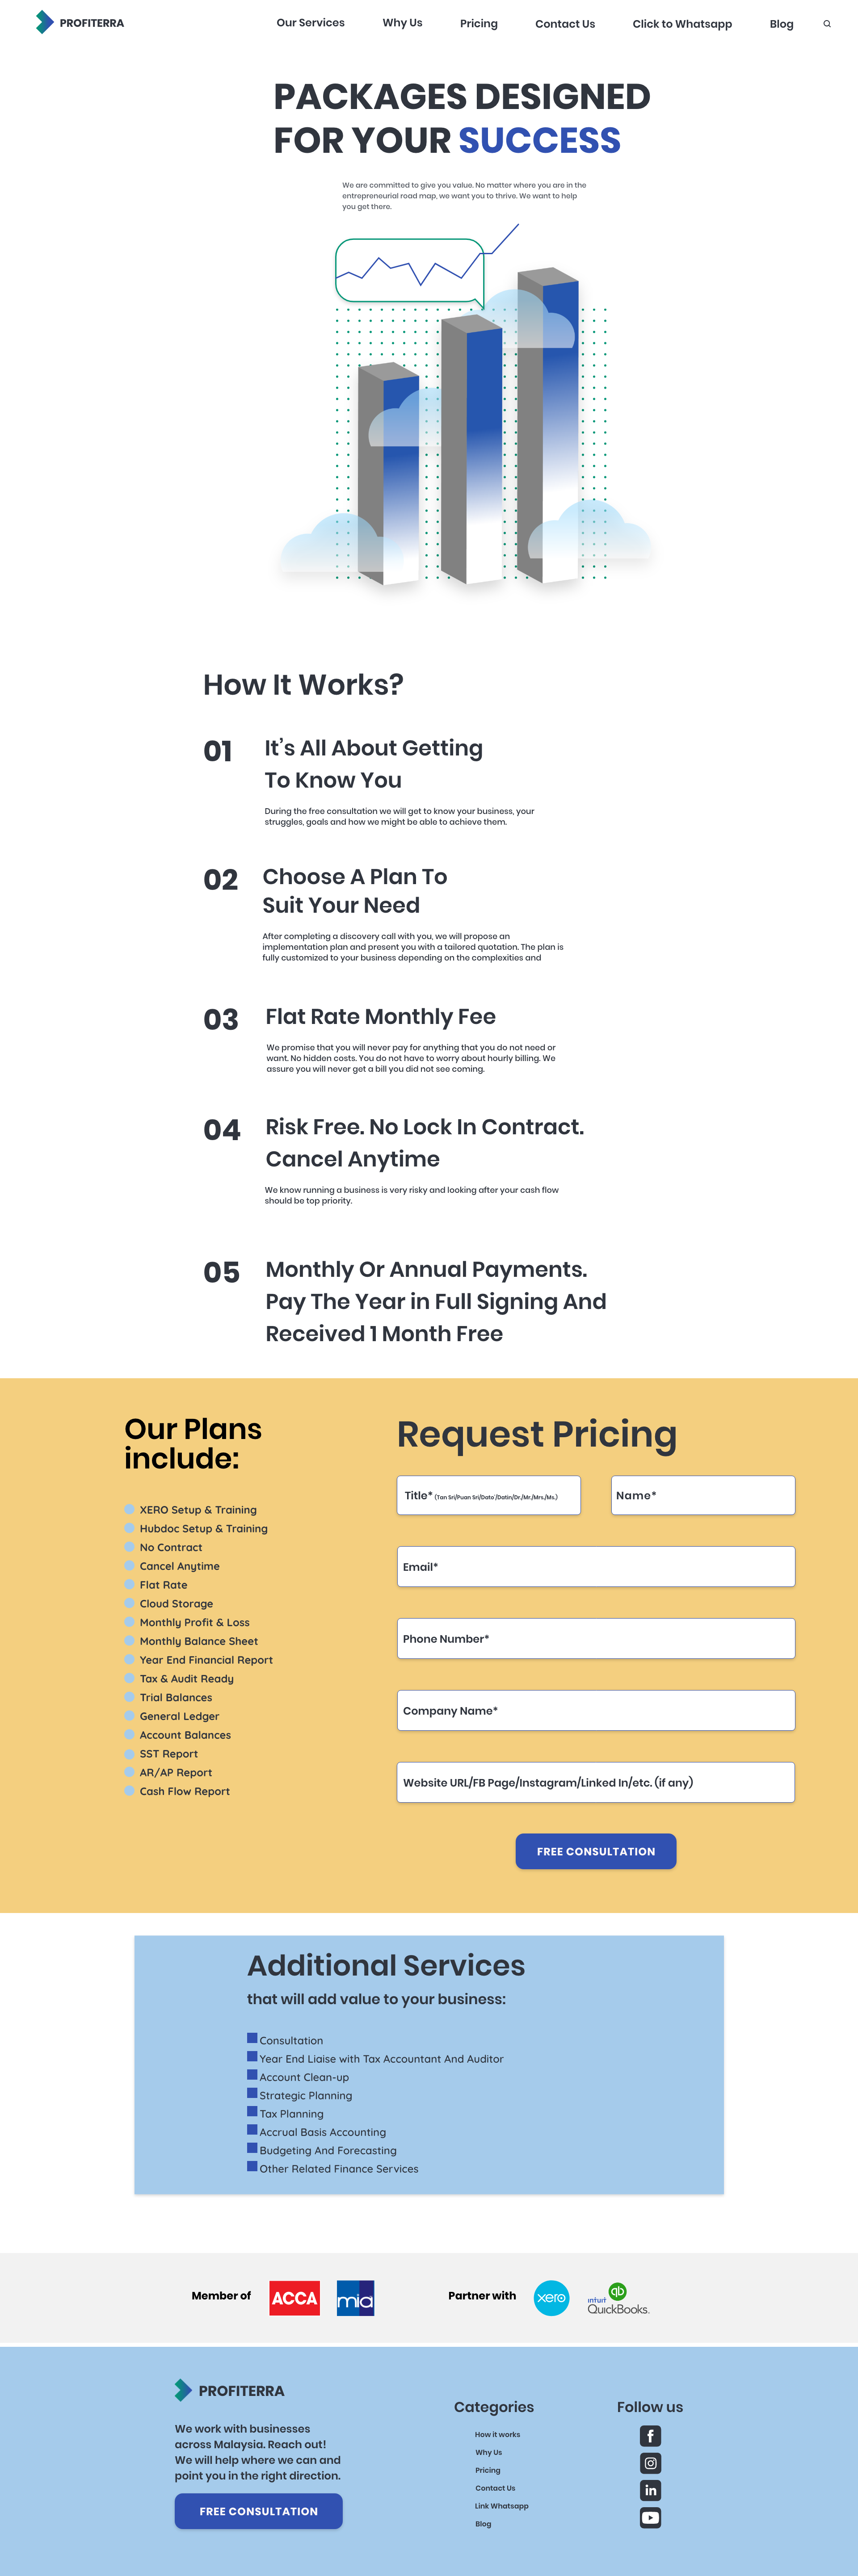 PROFITERRA
Our Services
Why Us
Pricing
Contact Us
Click to Whatsapp
Blog
PACKAGES DESIGNED
FOR YOUR SUCCESS
We are committed to give you value. No matter where you are in the
entrepreneurial road map, we want you to thrive. We want to help
you get there.
How It Works?
01
It's All About Getting
To Know You
During the free consultation we will get to know your business, your
struggles, goals and how we might be able to achieve them.
02
Choose A Plan To
Suit Your Need
After completing a discovery call with you, we will propose an
implementation plan and present you with a tailored quotation. The plan is
fully customized to your business depending on the complexities and
03
Flat Rate Monthly Fee
We promise that you will never pay for anything that you do not need or
want. No hidden costs. You do not have to worry about hourly billing. We
assure you will never get a bill you did not see coming.
04
Risk Free. No Lock In Contract.
Cancel Anytime
We know running a business is very risky and looking after your cash flow
should be top priority.
05
Monthly Or Annual Payments.
Pay The Year in Full Signing And
Received 1 Month Free
Our Plans
include:
XERO Setup & Training
Hubdoc Setup & Training
No Contract
Cancel Anytime
Flat Rate
Cloud Storage
Monthly Profit & Loss
Monthly Balance Sheet
Year End Financial Report
Tax & Audit Ready
Trial Balances
General Ledger
Account Balances
SST Report
AR/AP Report
Cash Flow Report
Request Pricing
Title* (Tan Sri/Puan Sri/Dato'/Datin/Dr./Mr./Mrs./Ms.)
Name*
Email*
Phone Number*
Company Name*
Website URL/FB Page/Instagram/Linked In/etc. (if any)
FREE CONSULTATION
Additional Services
that will add value to your business:
Consultation
Year End Liaise with Tax Accountant And Auditor
Account Clean-up
Strategic Planning
Tax Planning
Accrual Basis Accounting
Budgeting And Forecasting
Other Related Finance Services
Member of
ACCA
mia
Partner with
xero
qb
intuit
QuickBooks.
PROFITERRA
We work with businesses
across Malaysia. Reach out!
We will help where we can and
point you in the right direction.
FREE CONSULTATION
Categories
How it works
Why Us
Pricing
Contact Us
Link Whatsapp
Blog
Follow us
f
in